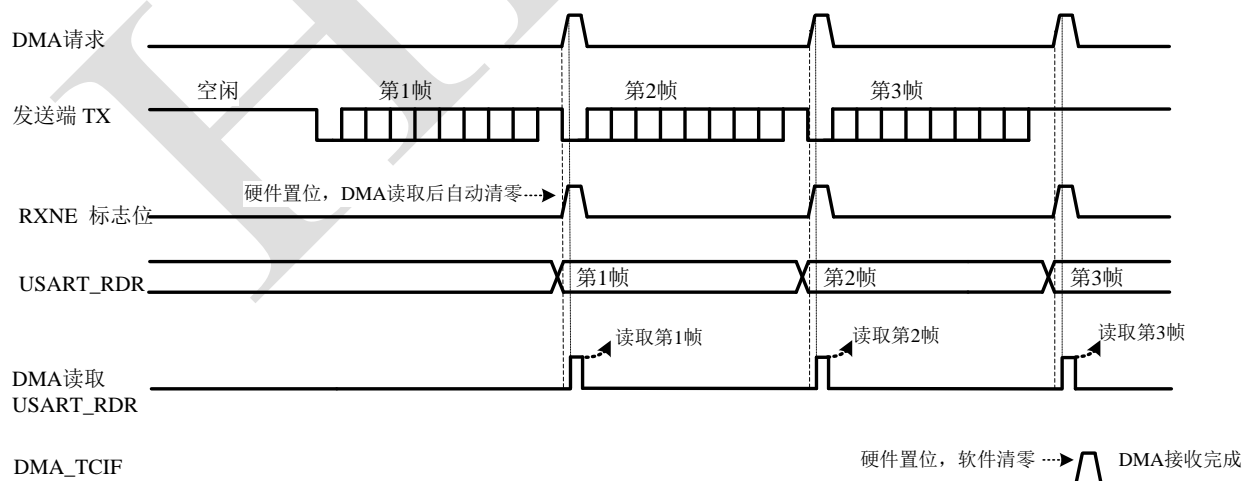 DMA请求
空闲 第1帧 第2帧 第3帧
发送端 TX
硬件置位，DMA读取后自动清零
RXNE 标志位
USART_RDR 第1帧 第2帧 第3帧
读取第1帧 读取第2帧 读取第3帧
DMA读取
USART_RDR
硬件置位，软件清零 DMA接收完成
DMA_TCIF